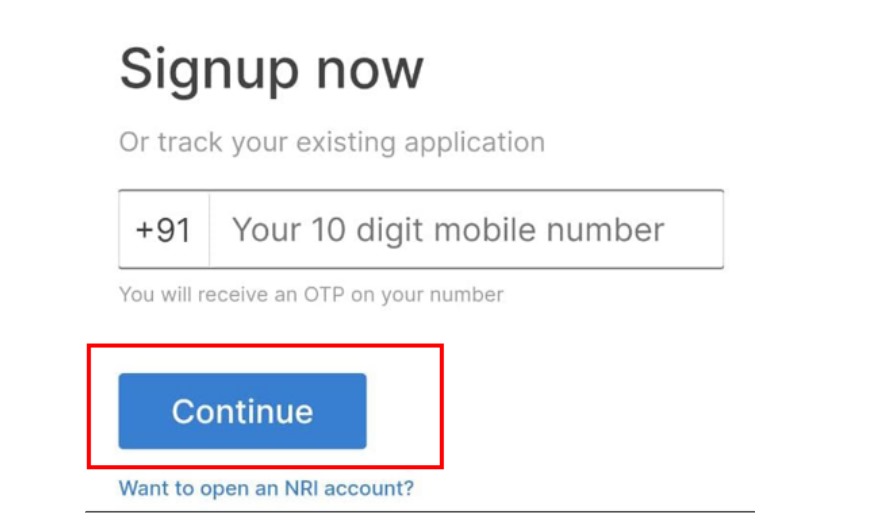 Signup now
Or track your existing application
+91 Your 10 digit mobile number
You will receive an OTP on your number
Continue
Want to open an NRI account?